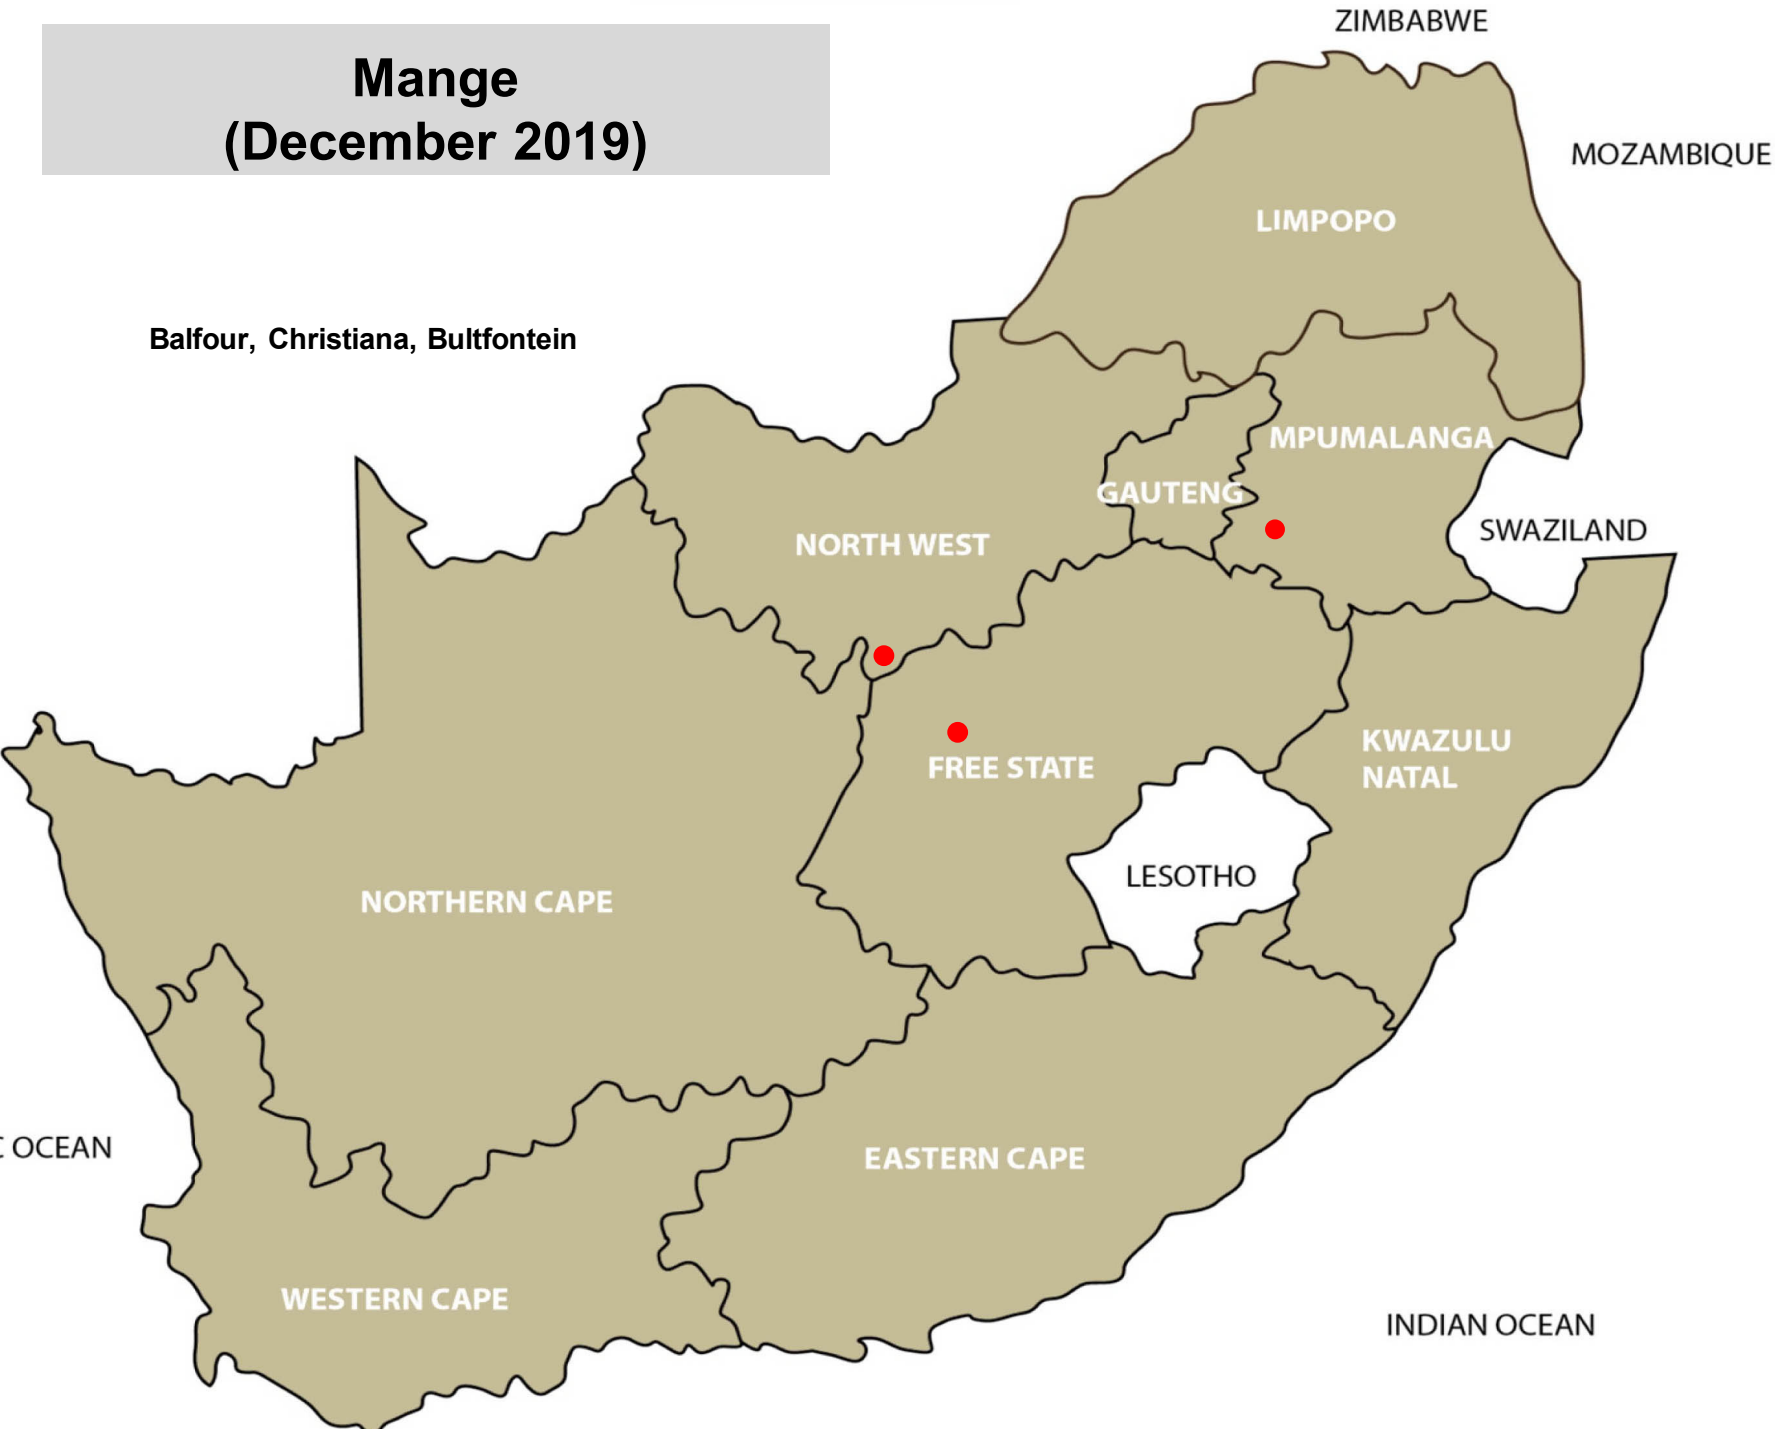 Mange
(December 2019)
ZIMBABWE
MOZAMBIQUE
LIMPOPO
Balfour, Christiana, Bultfontein
MPUMALANGA
GAUTENG
NORTH WEST
SWAZILAND
KWAZULU
NATAL
FREE STATE
LESOTHO
NORTHERN CAPE
C OCEAN
EASTERN CAPE
WESTERN CAPE
INDIAN OCEAN